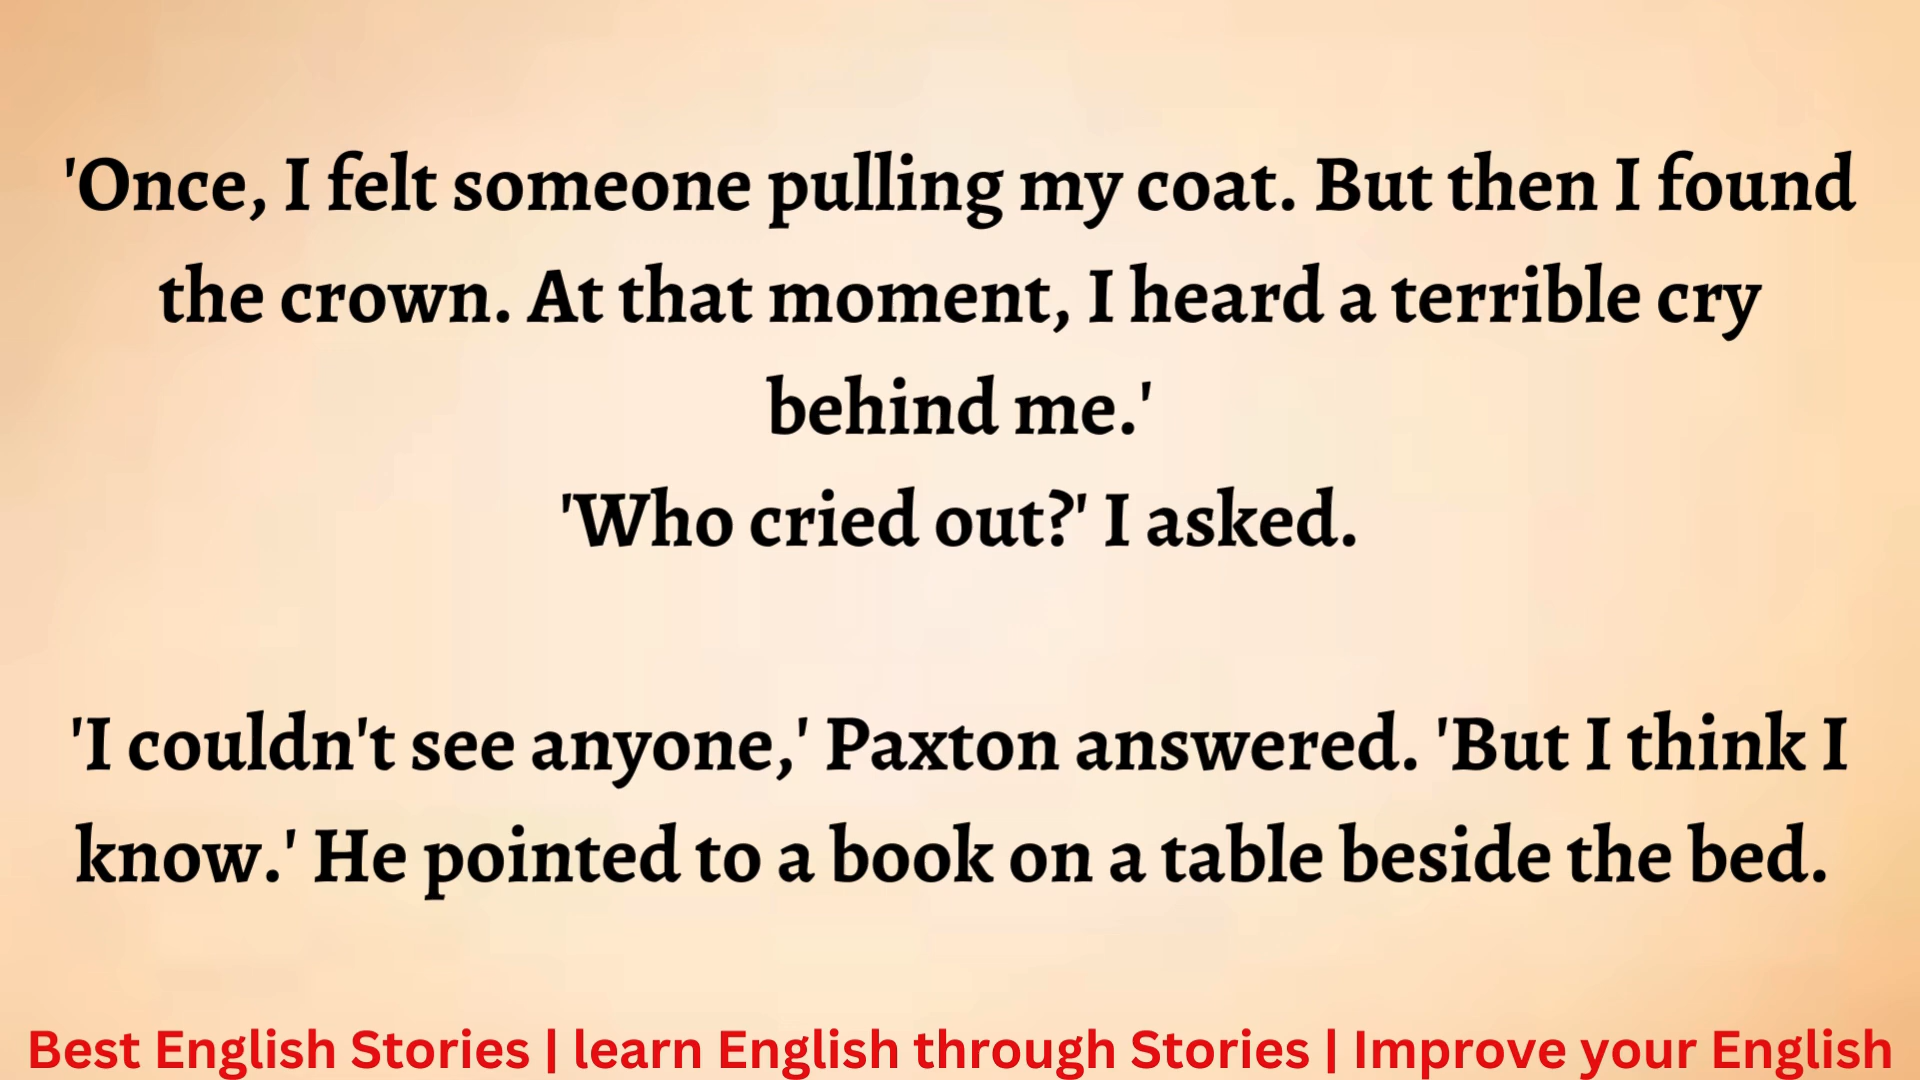 'Once, I felt someone pulling my coat. But then I found
the crown. At that moment, I heard a terrible cry
behind me.'
'Who cried out?' I asked.
'I couldn't see anyone,' Paxton answered. 'But I think I
know.' He pointed to a book on a table beside the bed.
Best English Stories | learn English through Stories | Improve your English